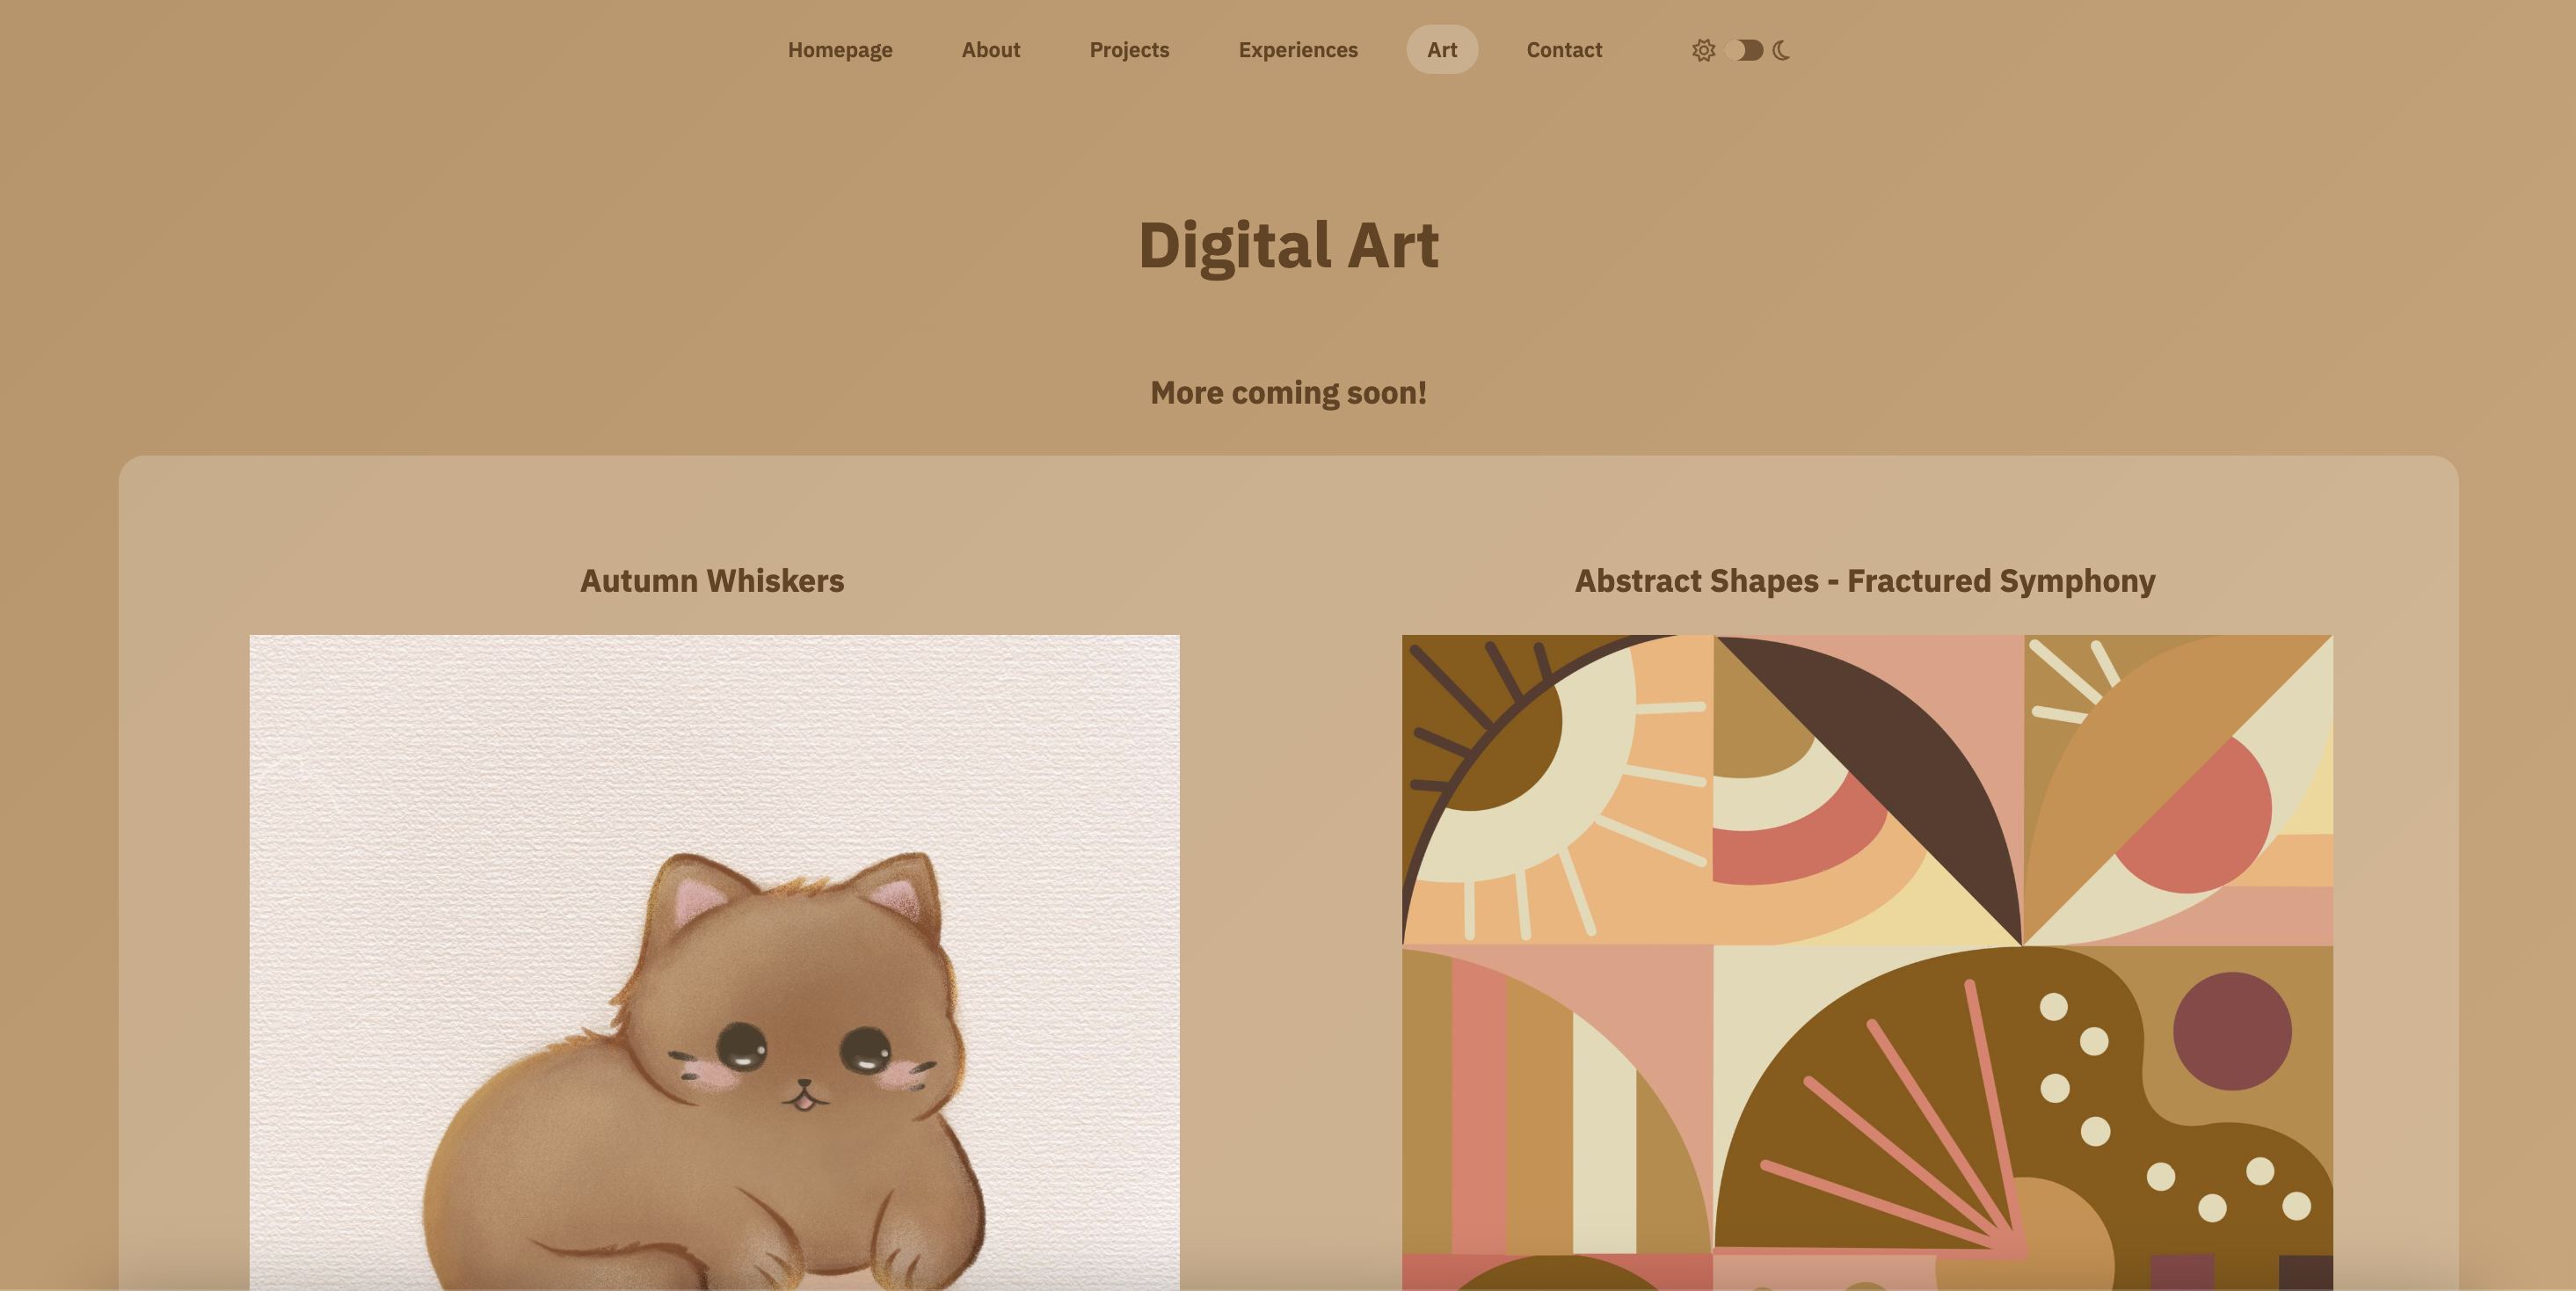 Homepage About Projects Experiences Art Contact
Digital Art
More coming soon!
Autumn Whiskers
Abstract Shapes - Fractured Symphony